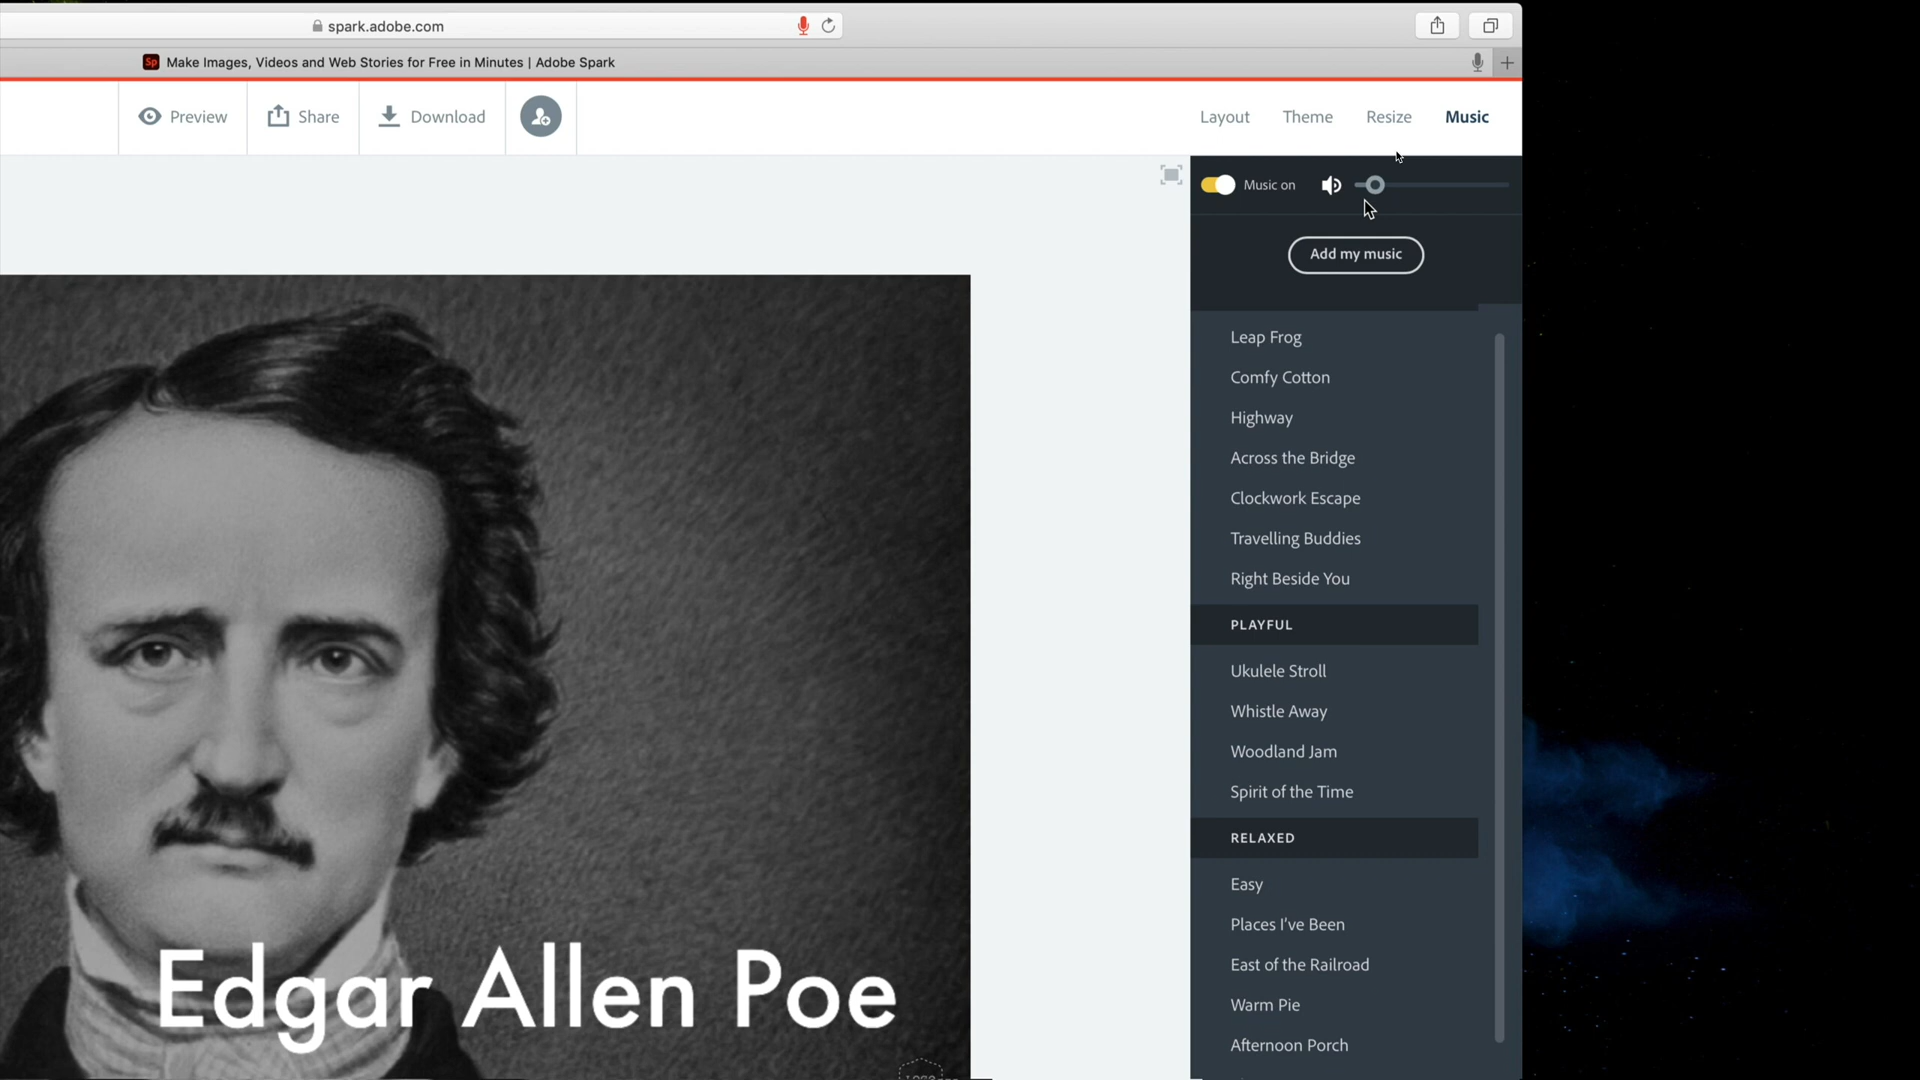 spark.adobe.com
Sp Make Images, Videos and Web Stories for Free in Minutes | Adobe Spark
Preview Share Download Layout Theme Resize Music
Music on
Add my music
Leap Frog
Comfy Cotton
Highway
Across the Bridge
Clockwork Escape
Travelling Buddies
Right Beside You
PLAYFUL
Ukulele Stroll
Whistle Away
Woodland Jam
Spirit of the Time
RELAXED
Easy
Places I've Been
East of the Railroad
Warm Pie
Afternoon Porch
Edgar Allen Poe